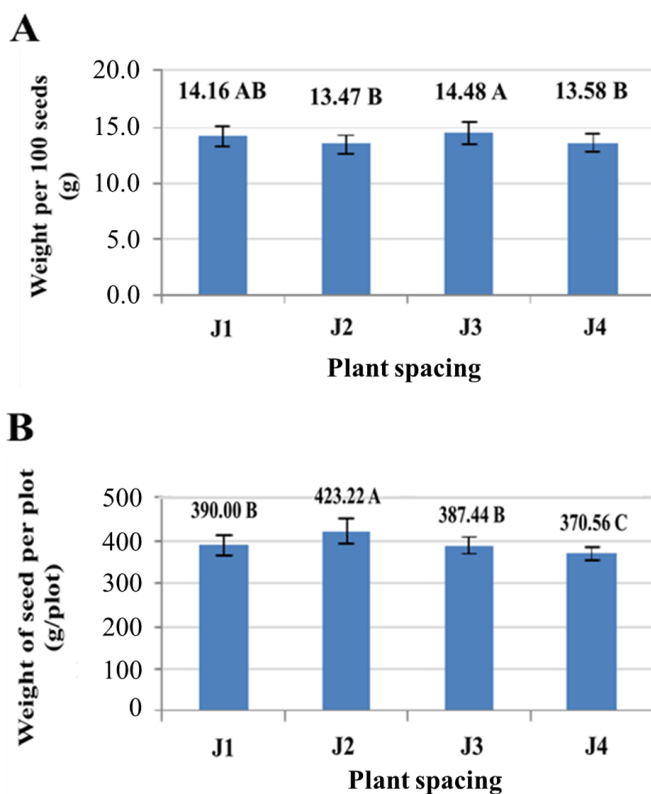 A
Weight per 100 seeds
(g)
20.0
15.0
10.0
5.0
0.0
14.16 AB
13.47 B
14.48 A
13.58 B
J1
J2
J3
J4
Plant spacing
B
Weight of seed per plot
(g/plot)
500
400
300
200
100
0
390.00 B
423.22 A
387.44 B
370.56 C
J1
J2
J3
J4
Plant spacing